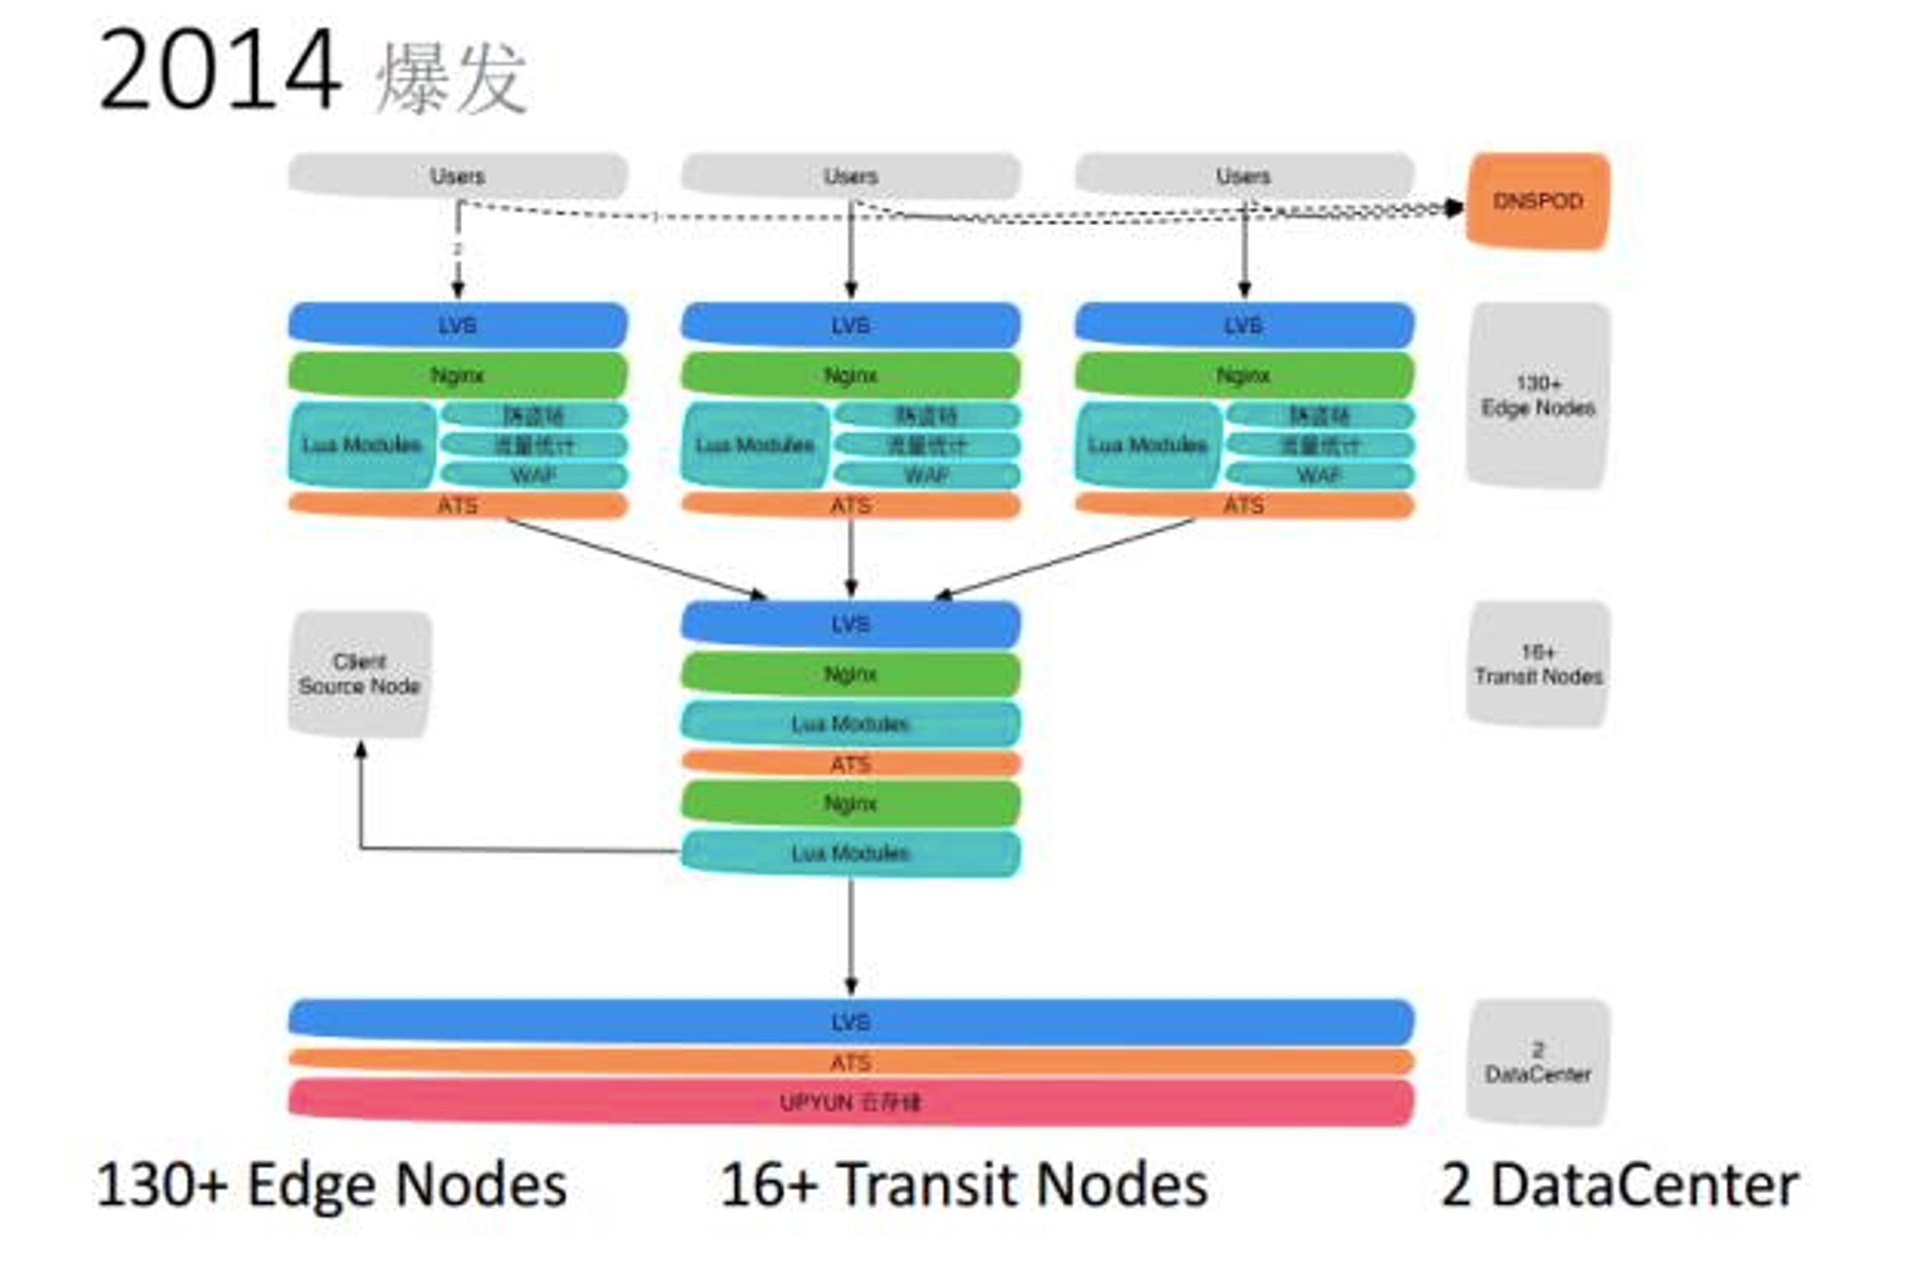 2014 爆发
Users
Users
Users
DNSPOD
1
2
LVS
LVS
LVS
Nginx
Nginx
Nginx
130+
Edge Nodes
Lua Modules
防盗链
流量统计
WAF
Lua Modules
防盗链
流量统计
WAF
Lua Modules
防盗链
流量统计
WAF
ATS
ATS
ATS
Client
Source Node
LVS
Nginx
Lua Modules
ATS
Nginx
Lua Modules
16+
Transit Nodes
LVS
ATS
UPYUN 云存储
2
DataCenter
130+ Edge Nodes
16+ Transit Nodes
2 DataCenter